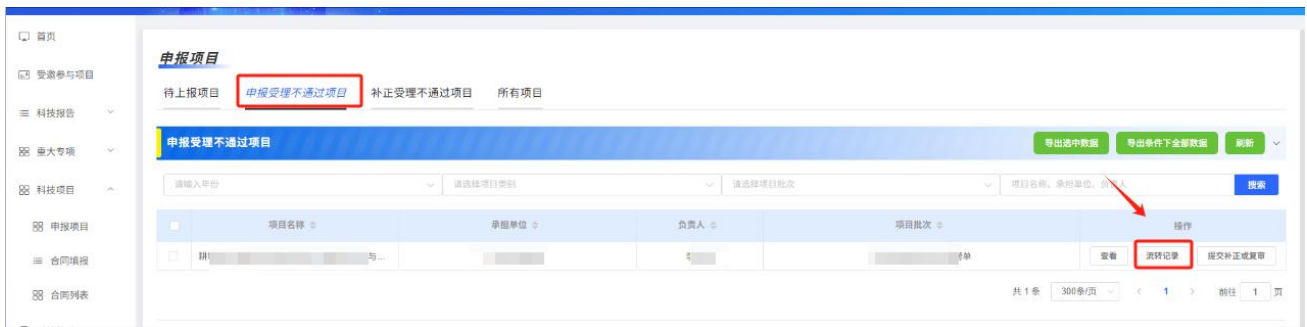 首页
受邀参与项目
科技报告
重大专项
科技项目
申报项目
合同填报
合同列表
申报项目
待上报项目 申报受理不通过项目 补正受理不通过项目 所有项目
申报受理不通过项目 导出选中数据 导出条件下全部数据 刷新
请输入年份 请选择项目类别 请选择项目批次 项目名称、承担单位、负责人 搜索
项目名称 承担单位 负责人 项目批次 操作
与... 查看 流转记录 提交补正或复审
共 1 条 300条/页 < 1 > 前往 1 页